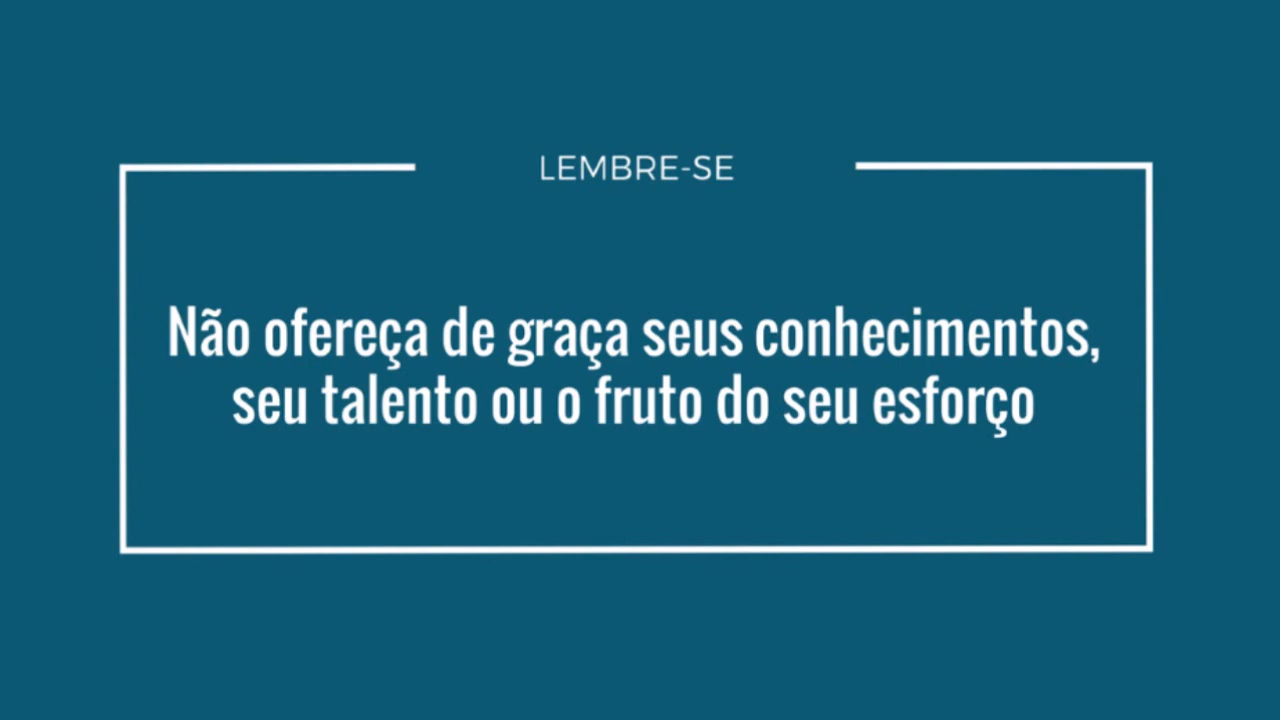 LEMBRE-SE
Não ofereça de graça seus conhecimentos,
seu talento ou o fruto do seu esforço